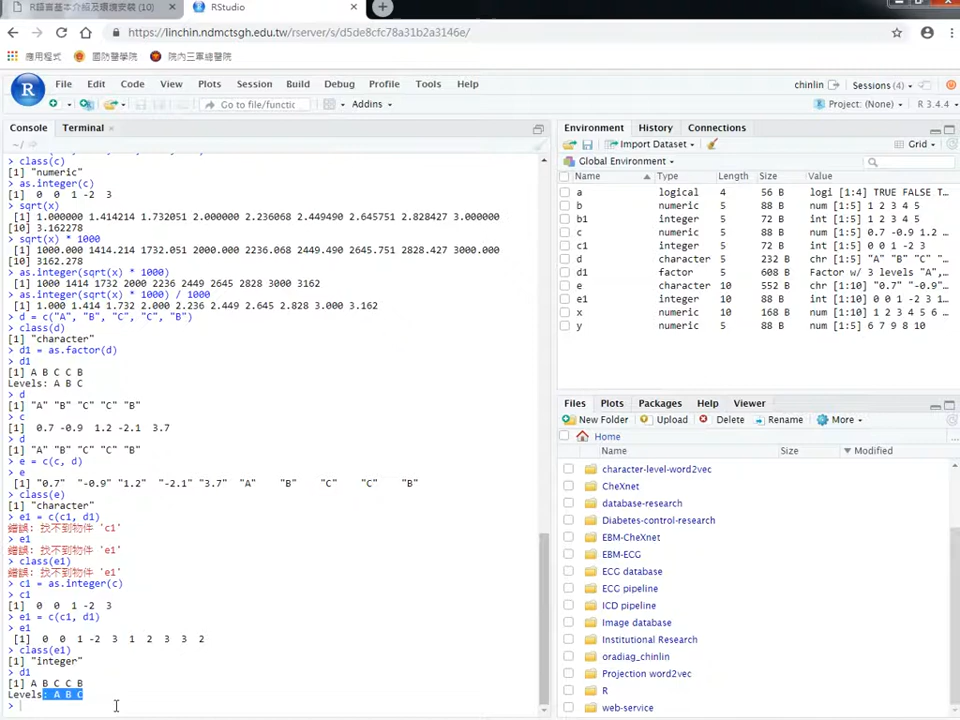 R語言基本介紹及環境安裝 (10)
RStudio
https://linchin.ndmctsgh.edu.tw/rserver/s/d5de8cfc78a31b2a3146e/
應用程式 國防醫學院 院內三軍總醫院
R File Edit Code View Plots Session Build Debug Profile Tools Help chinlin Sessions (4)
Go to file/functic Addins Project: (None) R 3.4.4
Console Terminal
~/
> class(c)
[1] "numeric"
> as.integer(c)
[1] 0 0 1 -2 3
> sqrt(x)
[1] 1.000000 1.414214 1.732051 2.000000 2.236068 2.449490 2.645751 2.828427 3.000000
[10] 3.162278
> sqrt(x) * 1000
[1] 1000.000 1414.214 1732.051 2000.000 2236.068 2449.490 2645.751 2828.427 3000.000
[10] 3162.278
> as.integer(sqrt(x) * 1000)
[1] 1000 1414 1732 2000 2236 2449 2645 2828 3000 3162
> as.integer(sqrt(x) * 1000) / 1000
[1] 1.000 1.414 1.732 2.000 2.236 2.449 2.645 2.828 3.000 3.162
> d = c("A", "B", "C", "C", "B")
> class(d)
[1] "character"
> d1 = as.factor(d)
> d1
[1] A B C C B
Levels: A B C
> d
[1] "A" "B" "C" "C" "B"
> c
[1] 0.7 -0.9 1.2 -2.1 3.7
> d
[1] "A" "B" "C" "C" "B"
> e = c(c, d)
> e
[1] "0.7" "-0.9" "1.2" "-2.1" "3.7" "A" "B" "C" "C" "B"
> class(e)
[1] "character"
> e1 = c(c1, d1)
錯誤: 找不到物件 'c1'
> e1
錯誤: 找不到物件 'e1'
> class(e1)
錯誤: 找不到物件 'e1'
> c1 = as.integer(c)
> c1
[1] 0 0 1 -2 3
> e1 = c(c1, d1)
> e1
[1] 0 0 1 -2 3 1 2 3 3 2
> class(e1)
[1] "integer"
> d1
[1] A B C C B
Levels: A B C
>
Environment History Connections
Import Dataset Grid
Global Environment
Name Type Length Size Value
a logical 4 56 B logi [1:4] TRUE FALSE T…
b numeric 5 88 B num [1:5] 1 2 3 4 5
b1 integer 5 72 B int [1:5] 1 2 3 4 5
c numeric 5 88 B num [1:5] 0.7 -0.9 1.2 …
c1 integer 5 72 B int [1:5] 0 0 1 -2 3
d character 5 232 B chr [1:5] "A" "B" "C" …
d1 factor 5 608 B Factor w/ 3 levels "A",…
e character 10 552 B chr [1:10] "0.7" "-0.9"…
e1 integer 10 88 B int [1:10] 0 0 1 -2 3 1…
x numeric 10 168 B num [1:10] 1 2 3 4 5 6 …
y numeric 5 88 B num [1:5] 6 7 9 8 10
Files Plots Packages Help Viewer
New Folder Upload Delete Rename More
Home
Name Size Modified
character-level-word2vec
CheXnet
database-research
Diabetes-control-research
EBM-CheXnet
EBM-ECG
ECG database
ECG pipeline
ICD pipeline
Image database
Institutional Research
oradiag_chinlin
Projection word2vec
R
web-service